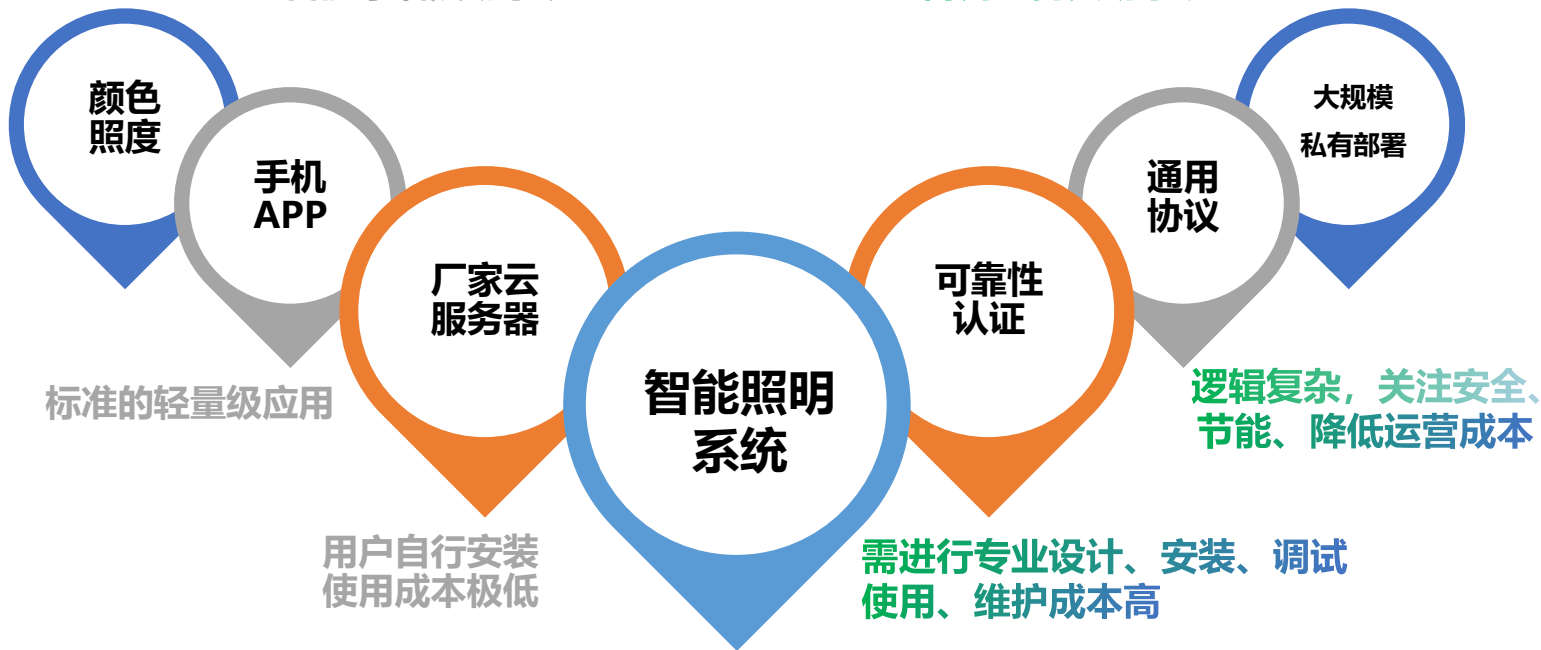 颜色
照度
手机
APP
厂家云
服务器
智能照明
系统
可靠性
认证
通用
协议
大规模
私有部署
标准的轻量级应用
用户自行安装
使用成本极低
逻辑复杂，关注安全、
节能、降低运营成本
需进行专业设计、安装、调试
使用、维护成本高